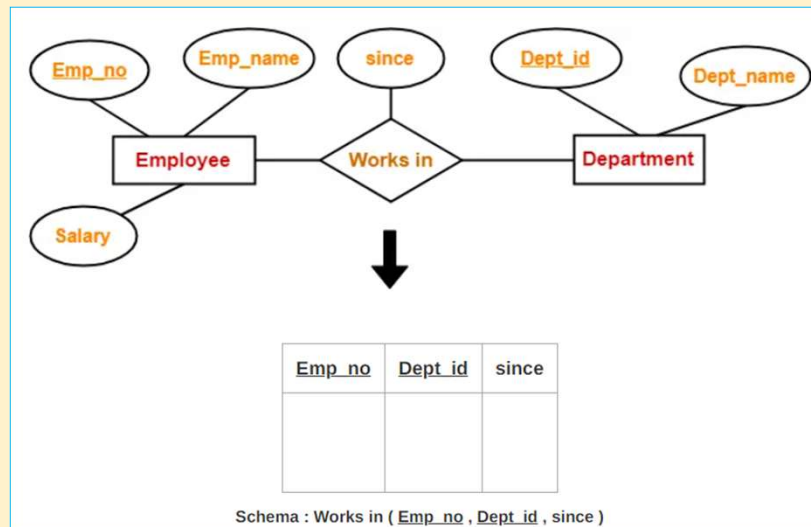 Emp_no
Emp_name
since
Dept_id
Dept_name
Employee
Works in
Department
Salary
Emp_no Dept_id since
Schema : Works in ( Emp_no , Dept_id , since )